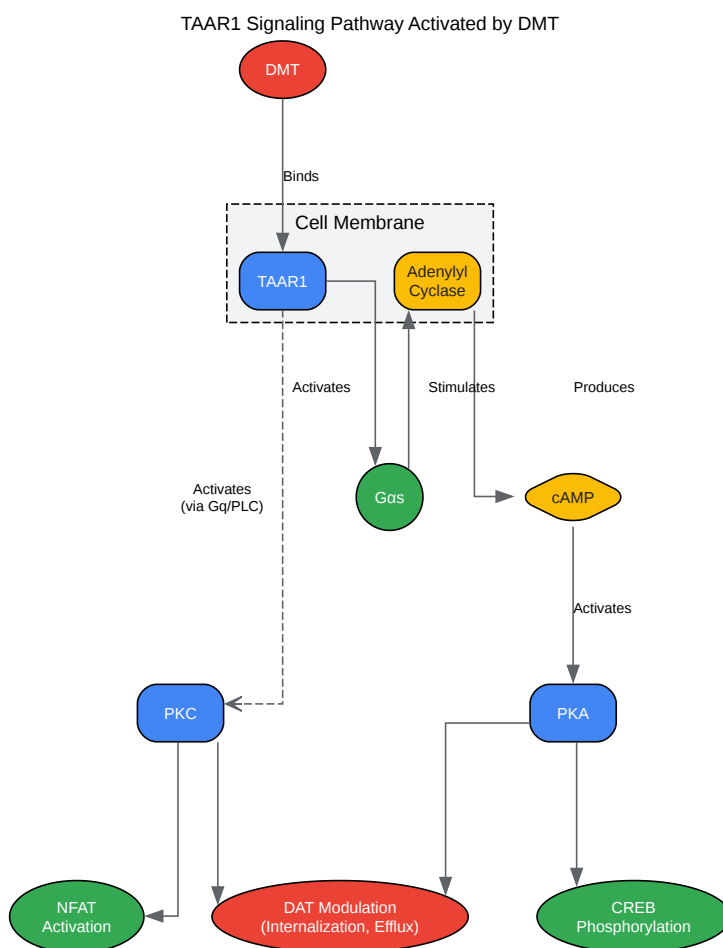 TAAR1 Signaling Pathway Activated by DMT
DMT
Binds
Cell Membrane
TAAR1
Adenylyl
Cyclase
Activates
Stimulates
Produces
Activates
(via Gq/PLC)
Gαs
cAMP
Activates
PKC
PKA
NFAT
Activation
DAT Modulation
(Internalization, Efflux)
CREB
Phosphorylation